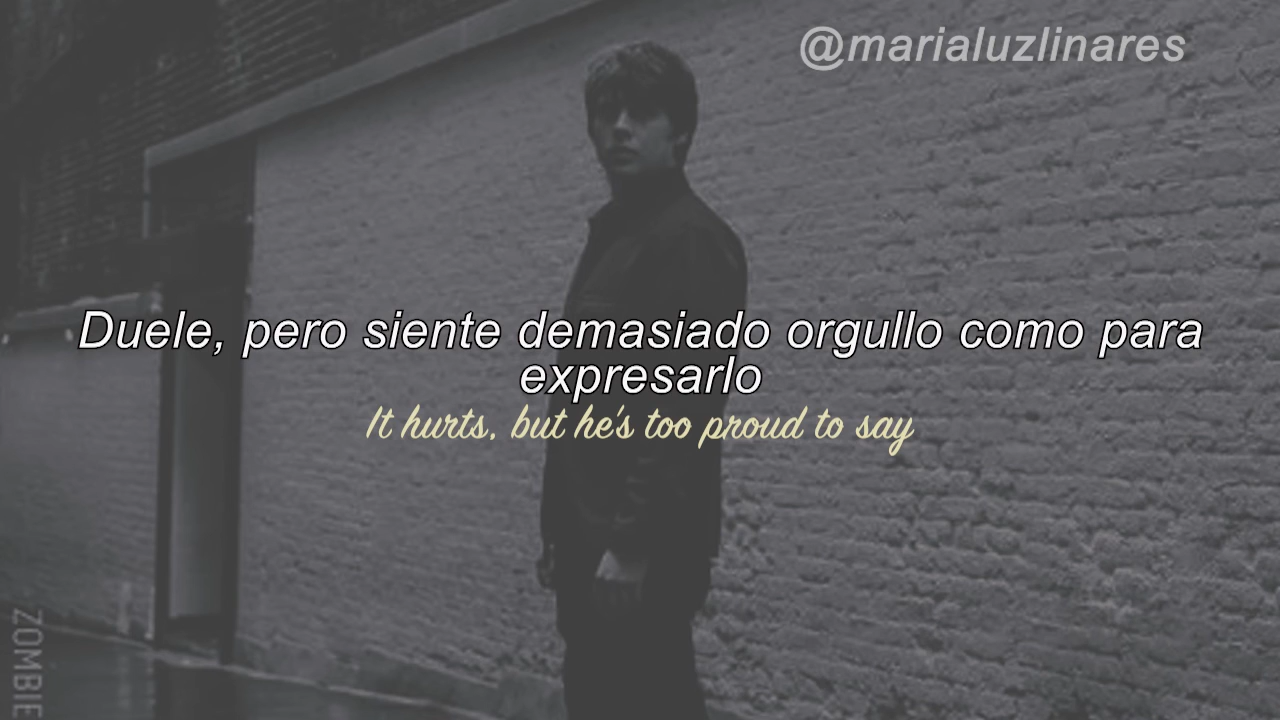 @marialuzlinares
Duele, pero siente demasiado orgullo como para
expresarlo
It hurts, but he's too proud to say
ZOMBIE